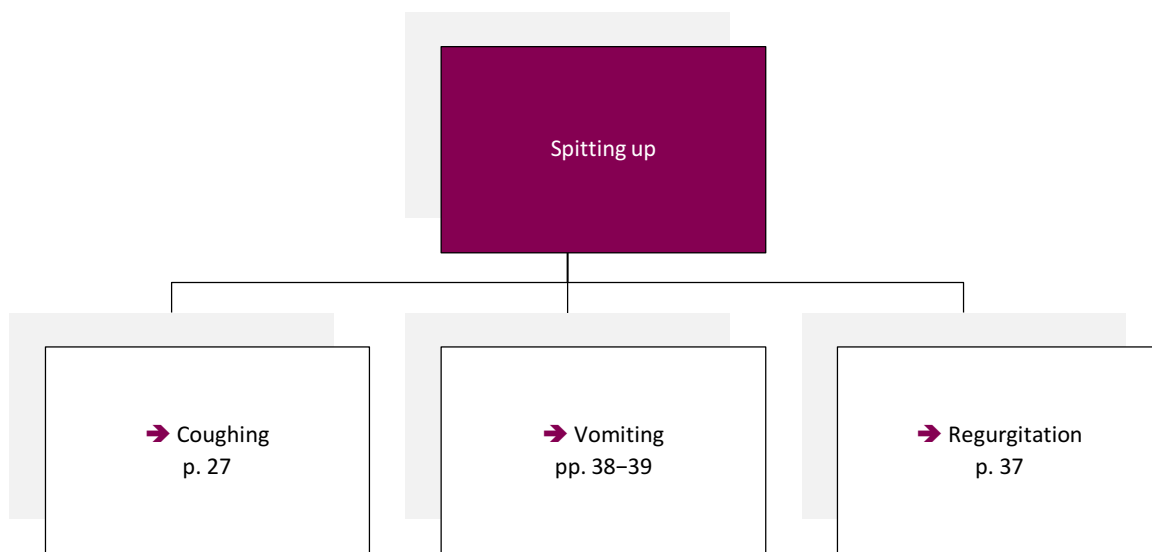 Spitting up
➔ Coughing
p. 27
➔ Vomiting
pp. 38–39
➔ Regurgitation
p. 37